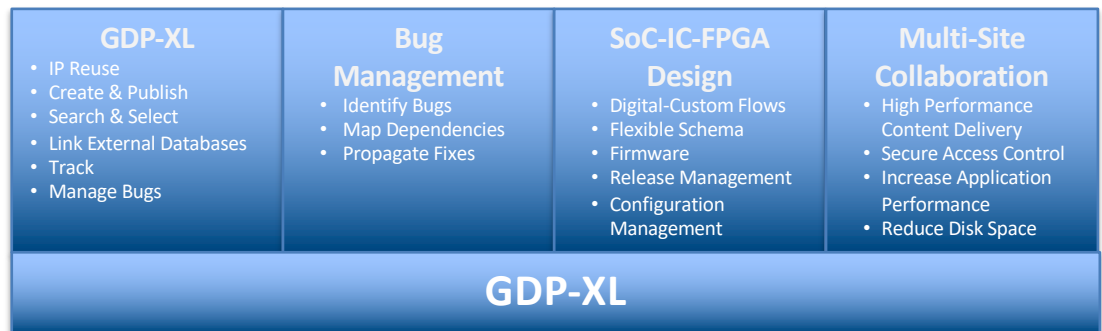 GDP-XL
• IP Reuse
• Create & Publish
• Search & Select
• Link External Databases
• Track
• Manage Bugs
Bug
Management
• Identify Bugs
• Map Dependencies
• Propagate Fixes
SoC-IC-FPGA
Design
• Digital-Custom Flows
• Flexible Schema
• Firmware
• Release Management
• Configuration
Management
Multi-Site
Collaboration
• High Performance
Content Delivery
• Secure Access Control
• Increase Application
Performance
• Reduce Disk Space
GDP-XL